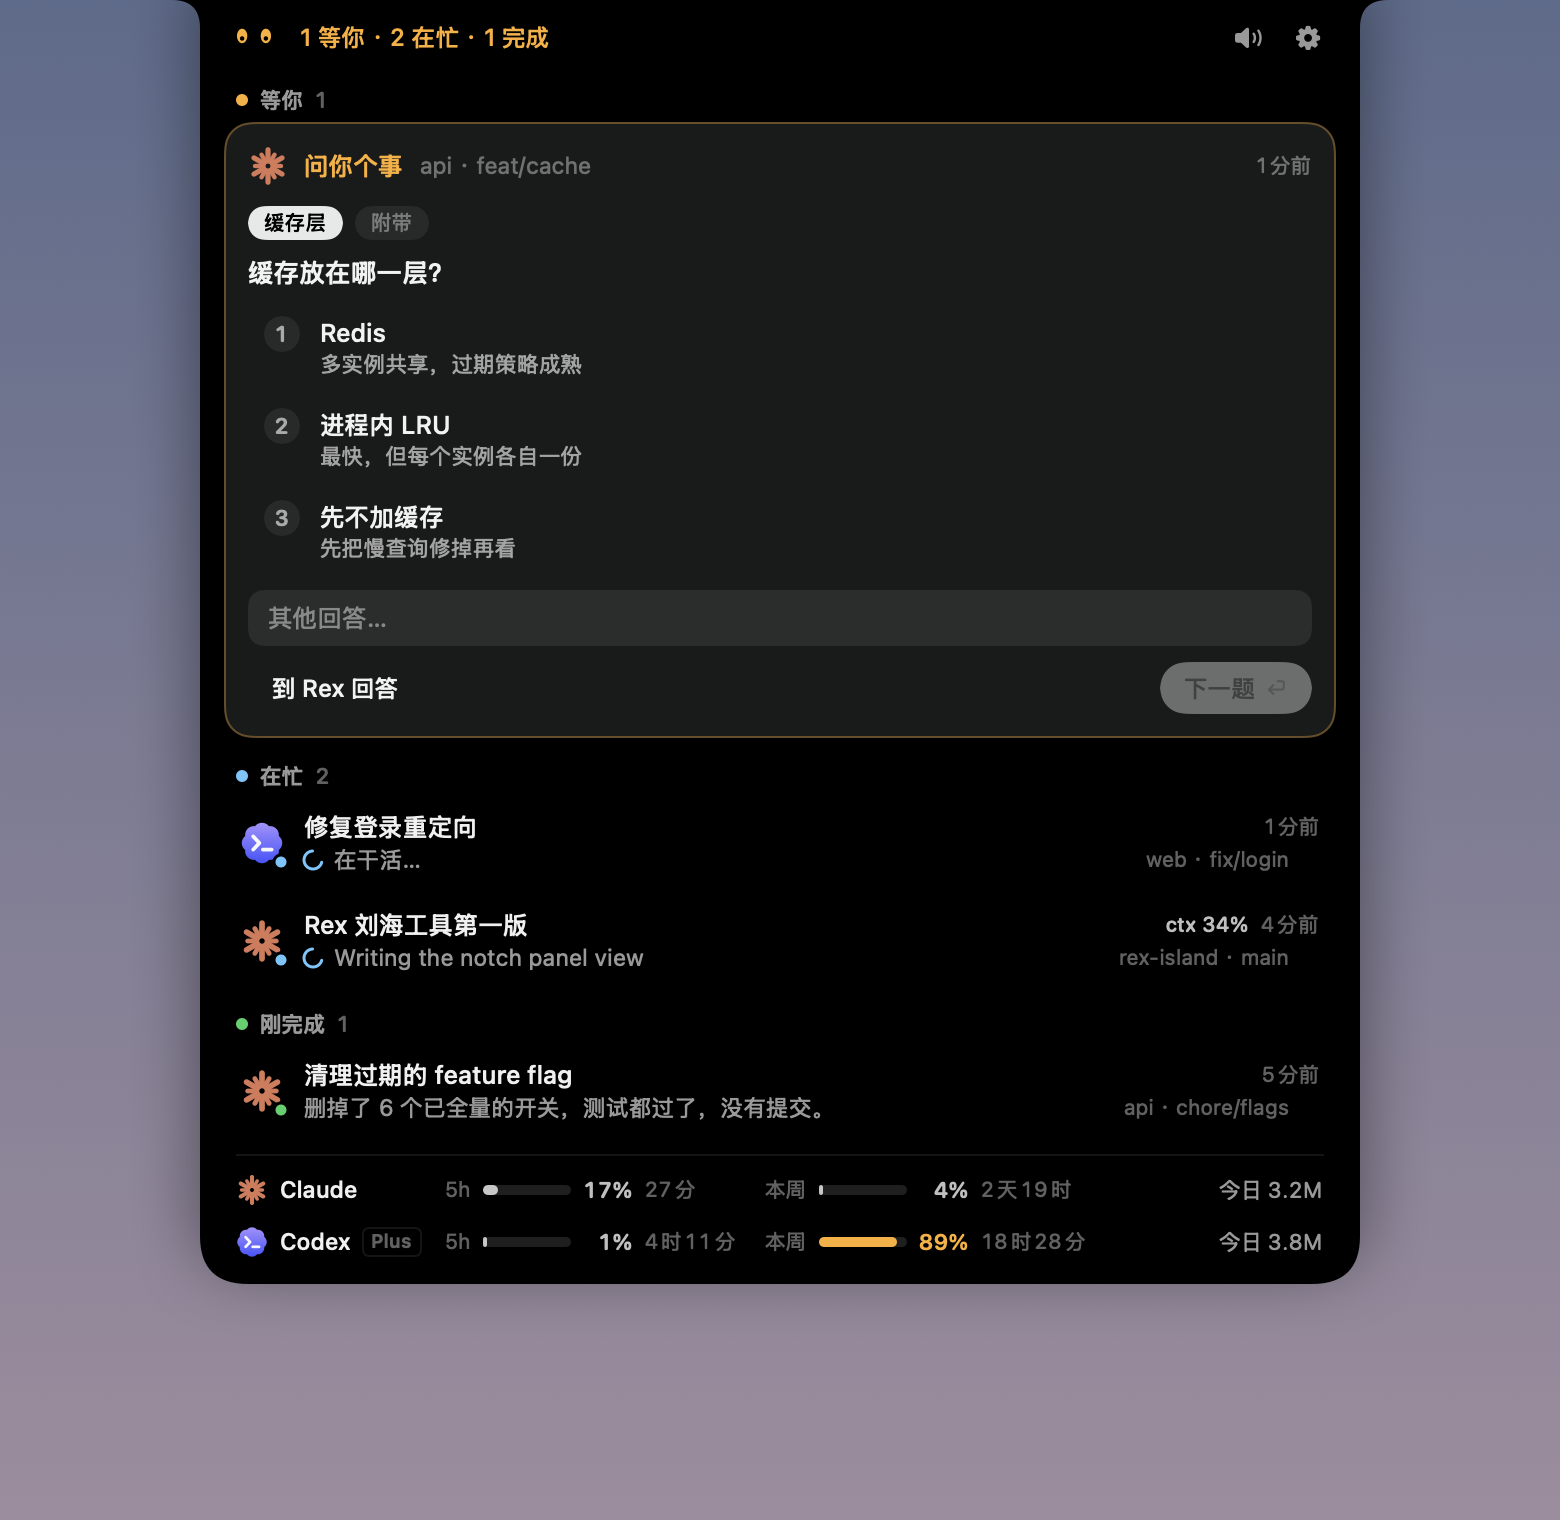 1 等你 · 2 在忙 · 1 完成
等你 1
问你个事 api · feat/cache 1分前
缓存层 附带
缓存放在哪一层?
1 Redis
多实例共享，过期策略成熟
2 进程内 LRU
最快，但每个实例各自一份
3 先不加缓存
先把慢查询修掉再看
其他回答...
到 Rex 回答 下一题
在忙 2
修复登录重定向 1分前
在干活... web · fix/login
Rex 刘海工具第一版 ctx 34% 4分前
Writing the notch panel view rex-island · main
刚完成 1
清理过期的 feature flag 5分前
删掉了 6 个已全量的开关，测试都过了，没有提交。 api · chore/flags
Claude 5h 17% 27分 本周 4% 2天19时 今日 3.2M
Codex Plus 5h 1% 4时11分 本周 89% 18时28分 今日 3.8M